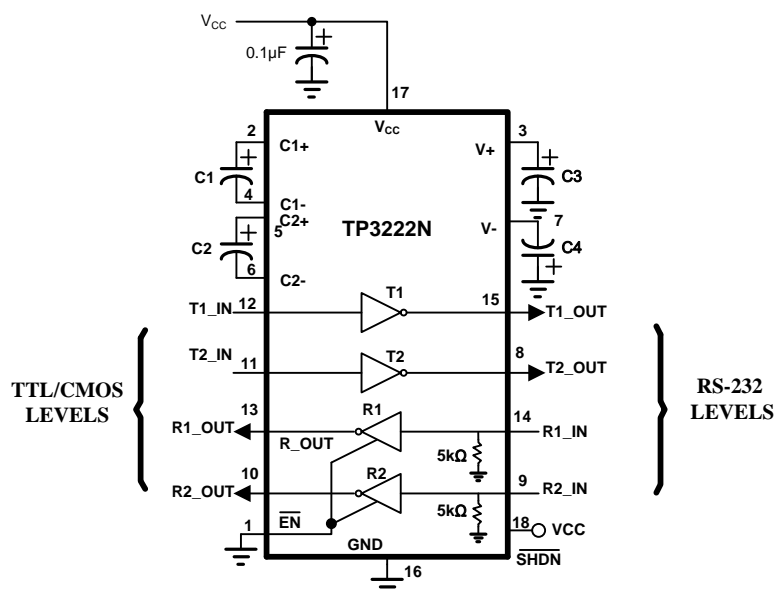 VCC
0.1µF
+
17
VCC
2
C1+
+
C1
4
C1-
C2+
5
+
C2
6
C2-
TP3222N
3
V+
+
C3
V-
7
C4
+
T1_IN
12
T1
15
T1_OUT
T2_IN
11
T2
8
T2_OUT
TTL/CMOS
LEVELS
RS-232
LEVELS
13
R1_OUT
R_OUT
R1
14
R1_IN
5kΩ
10
R2_OUT
R2
9
R2_IN
5kΩ
1
EN
18
VCC
GND
SHDN
16